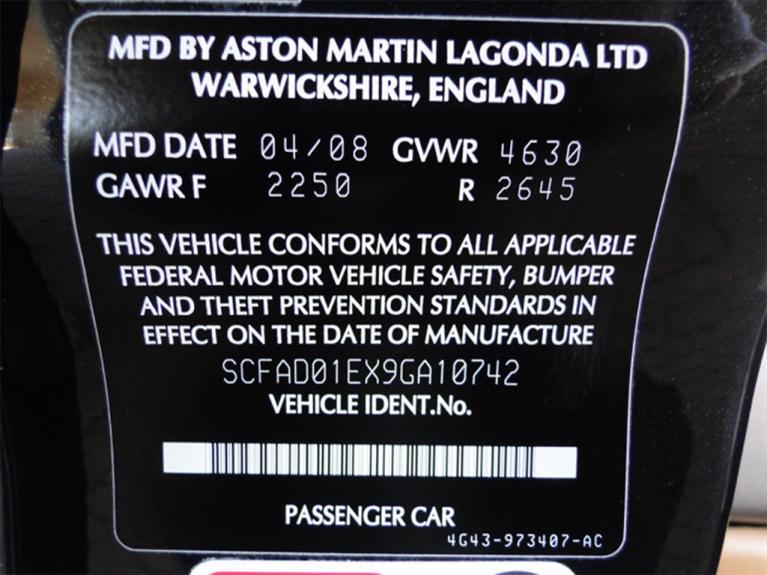 MFD BY ASTON MARTIN LAGONDA LTD
WARWICKSHIRE, ENGLAND
MFD DATE 04/08 GVWR 4630
GAWR F 2250 R 2645
THIS VEHICLE CONFORMS TO ALL APPLICABLE
FEDERAL MOTOR VEHICLE SAFETY, BUMPER
AND THEFT PREVENTION STANDARDS IN
EFFECT ON THE DATE OF MANUFACTURE
SCFAD01EX9GA10742
VEHICLE IDENT.No.
PASSENGER CAR
4G43-973407-AC